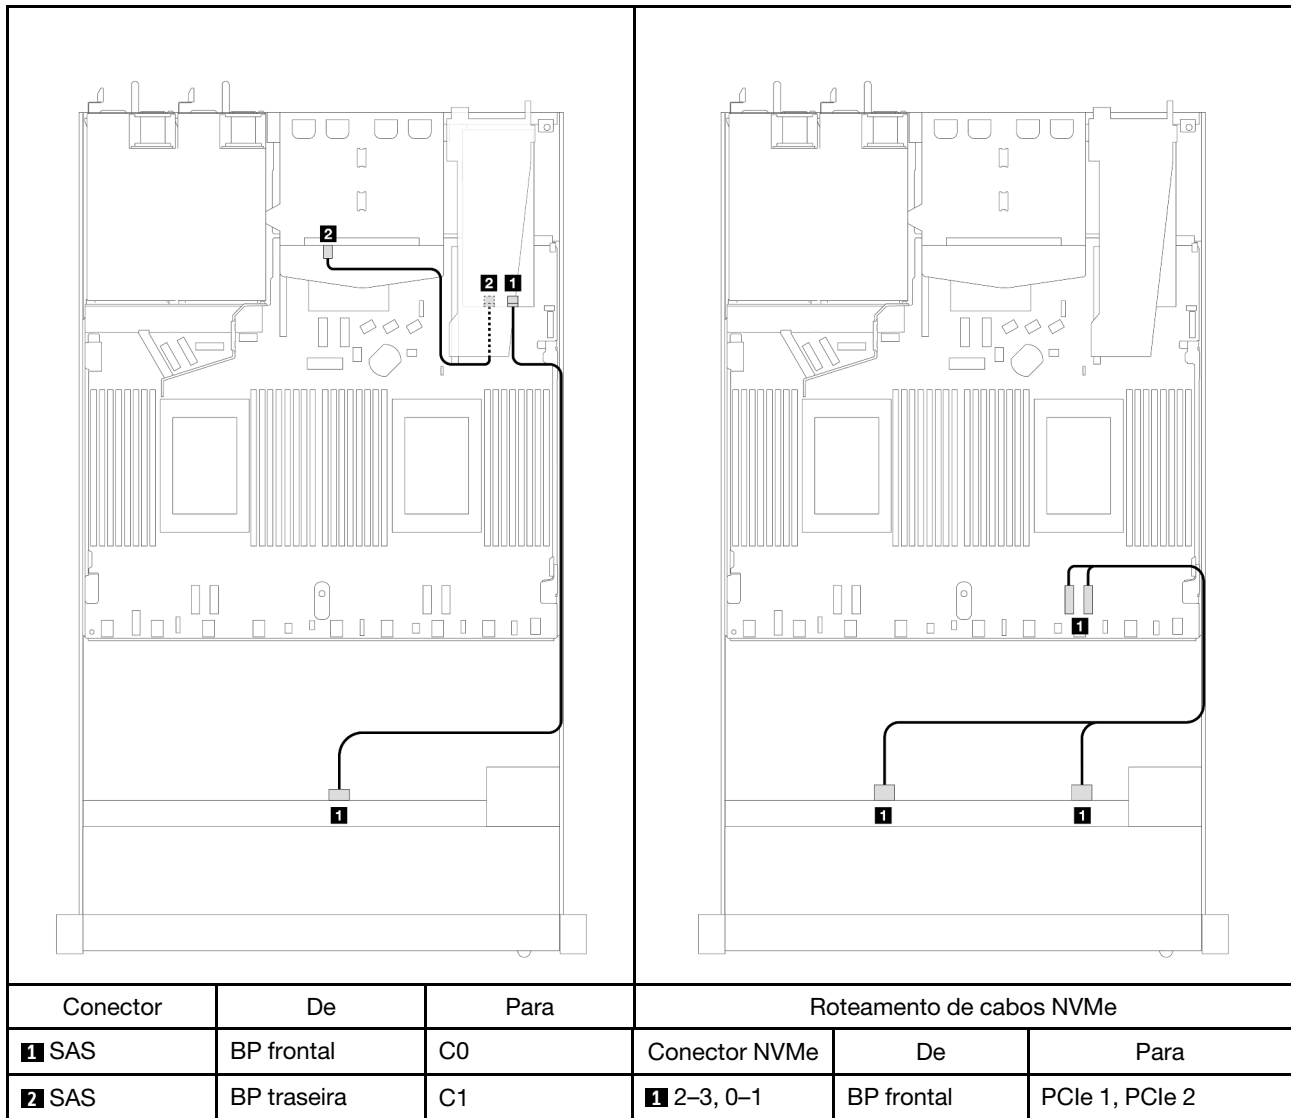 2
2 1
1
1
1 1
Conector De Para
1 SAS BP frontal C0
2 SAS BP traseira C1
Roteamento de cabos NVMe
Conector NVMe De Para
1 2–3, 0–1 BP frontal PCIe 1, PCIe 2